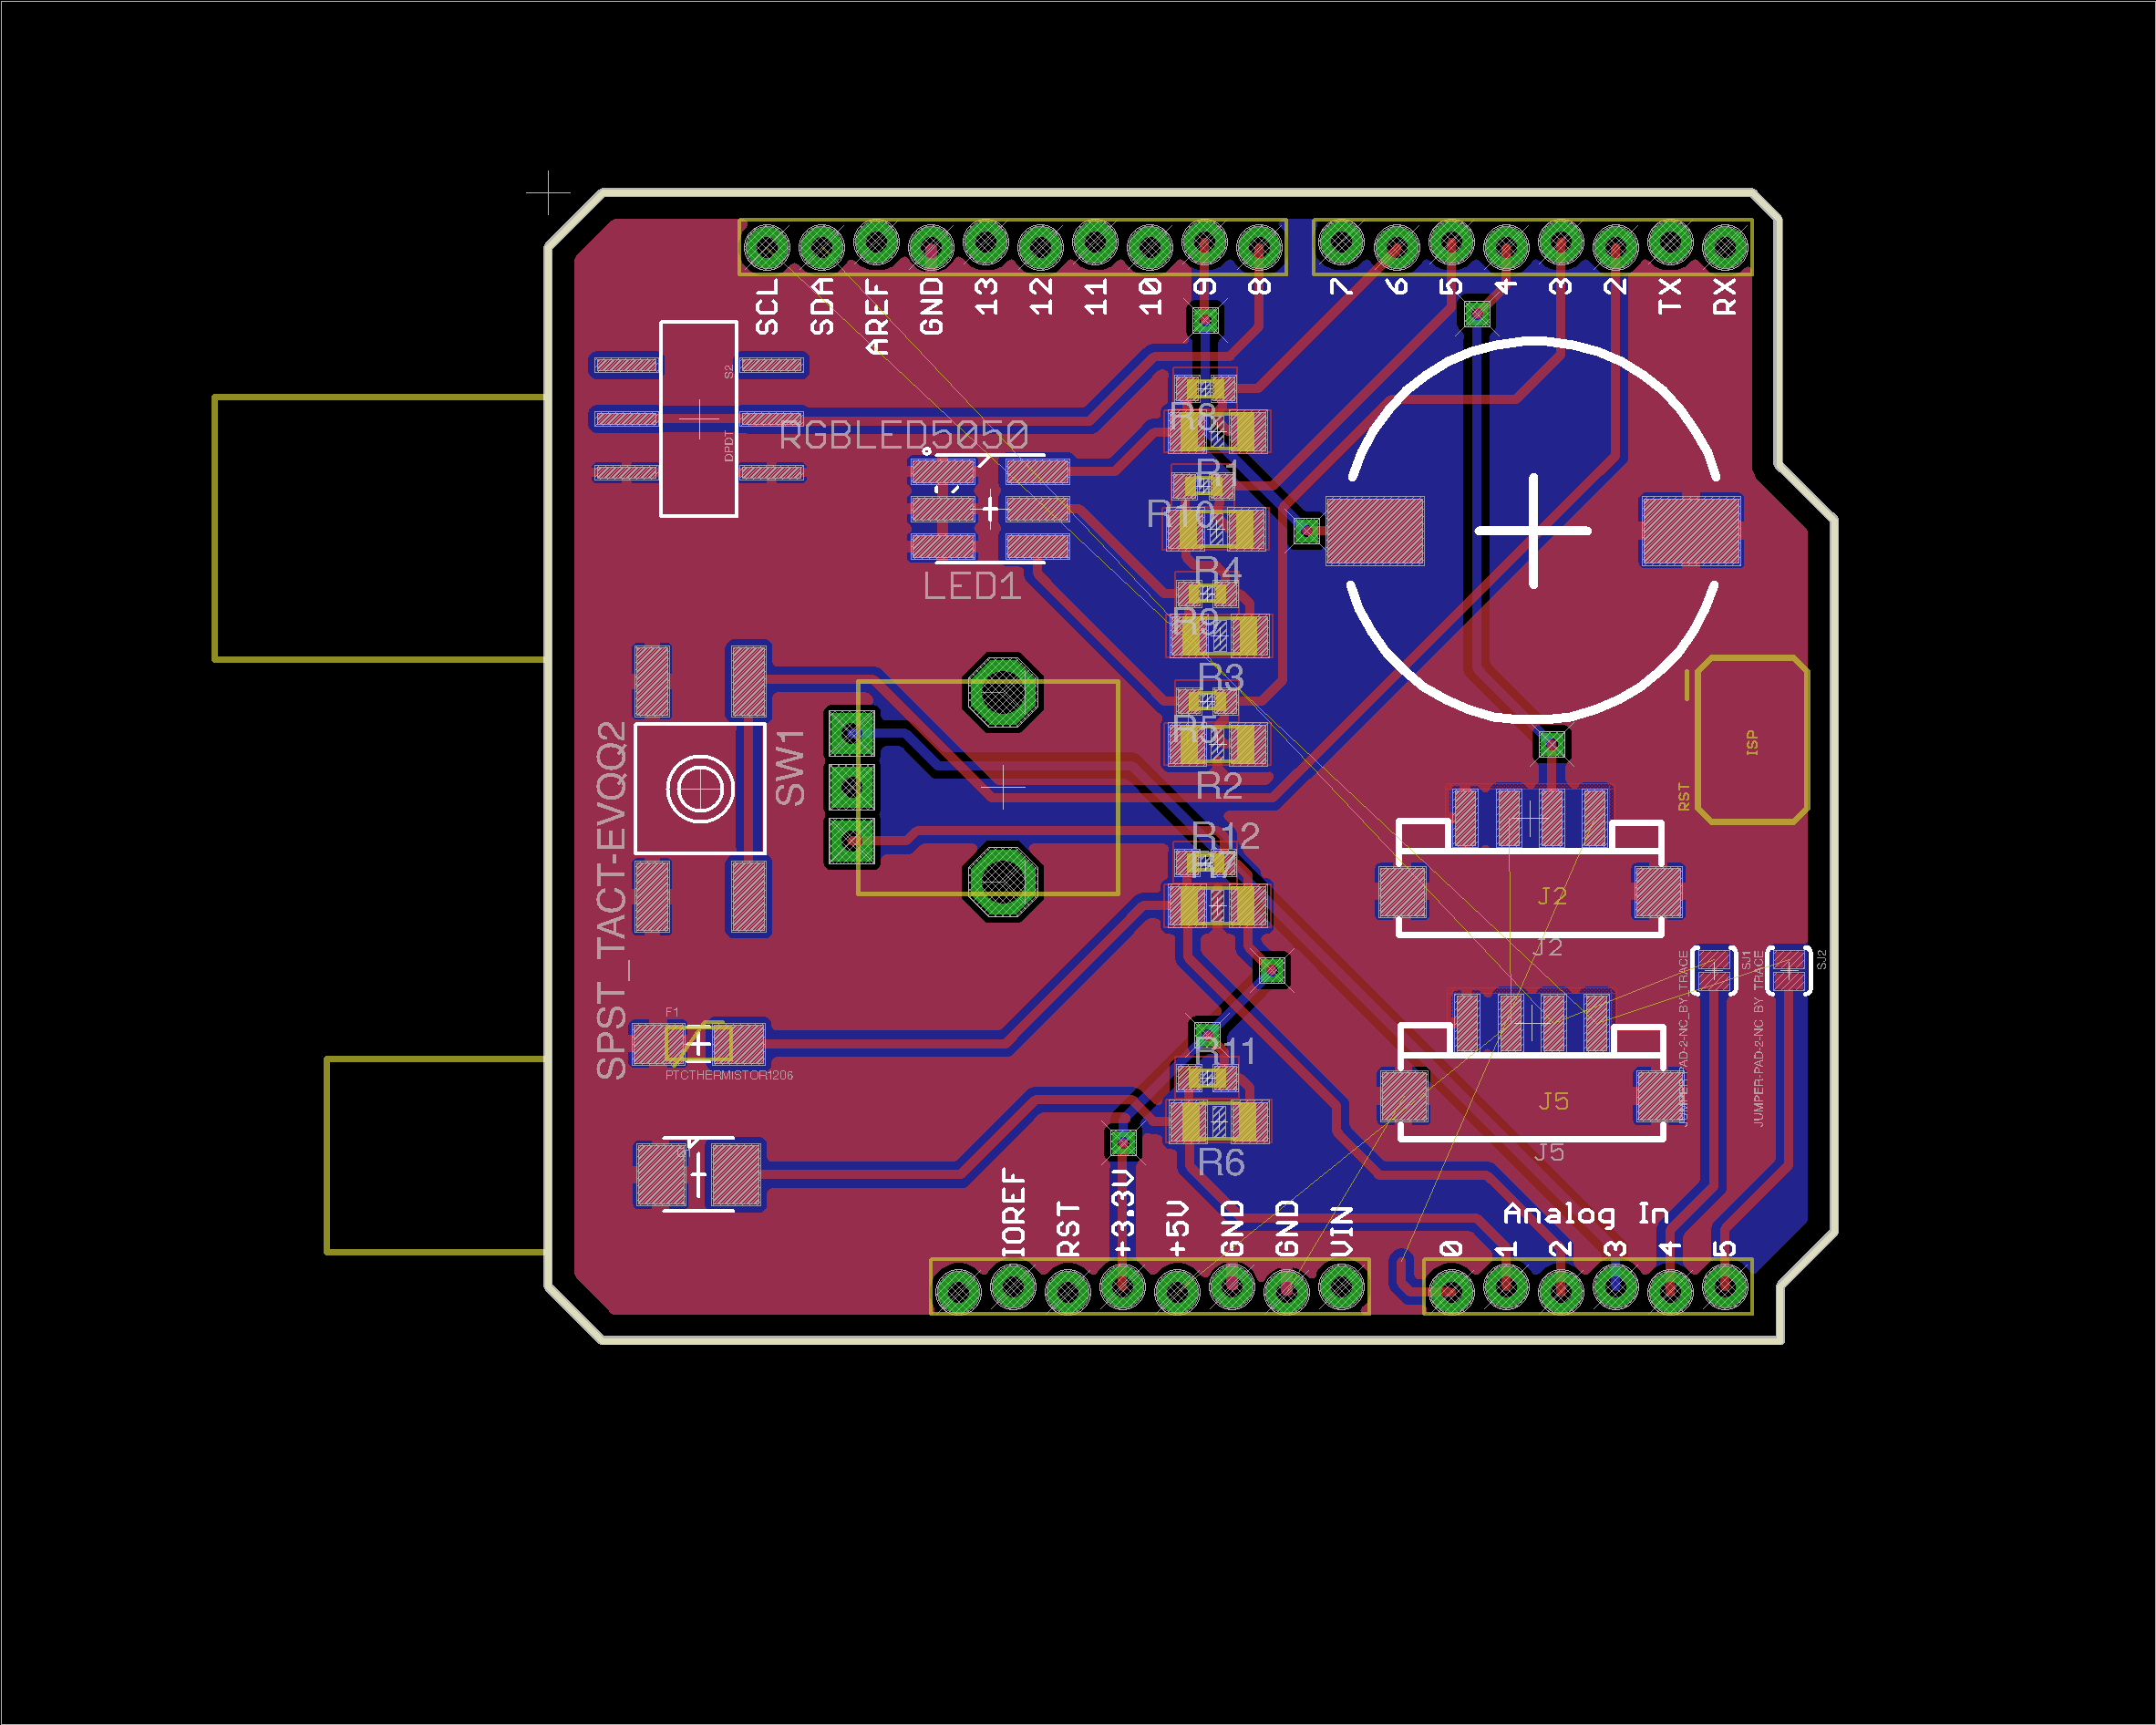 SCL
SDA
AREF
GND
13
12
11
10
9
8
7
6
5
4
3
2
TX
RX
S2
DPDT
RGBLED5050
LED1
R8
R1
R10
R4
R9
R3
R5
R2
R12
R7
R11
R6
SPST_TACT-EVQQ2
SW1
ISP
RST
J2
J2
J5
J5
SJ1
JUMPER-PAD-2-NC_BY_TRACE
SJ2
JUMPER-PAD-2-NC_BY_TRACE
F1
PTCTHERMISTOR1206
IOREF
RST
+3.3V
+5V
GND
GND
VIN
Analog In
0
1
2
3
4
5